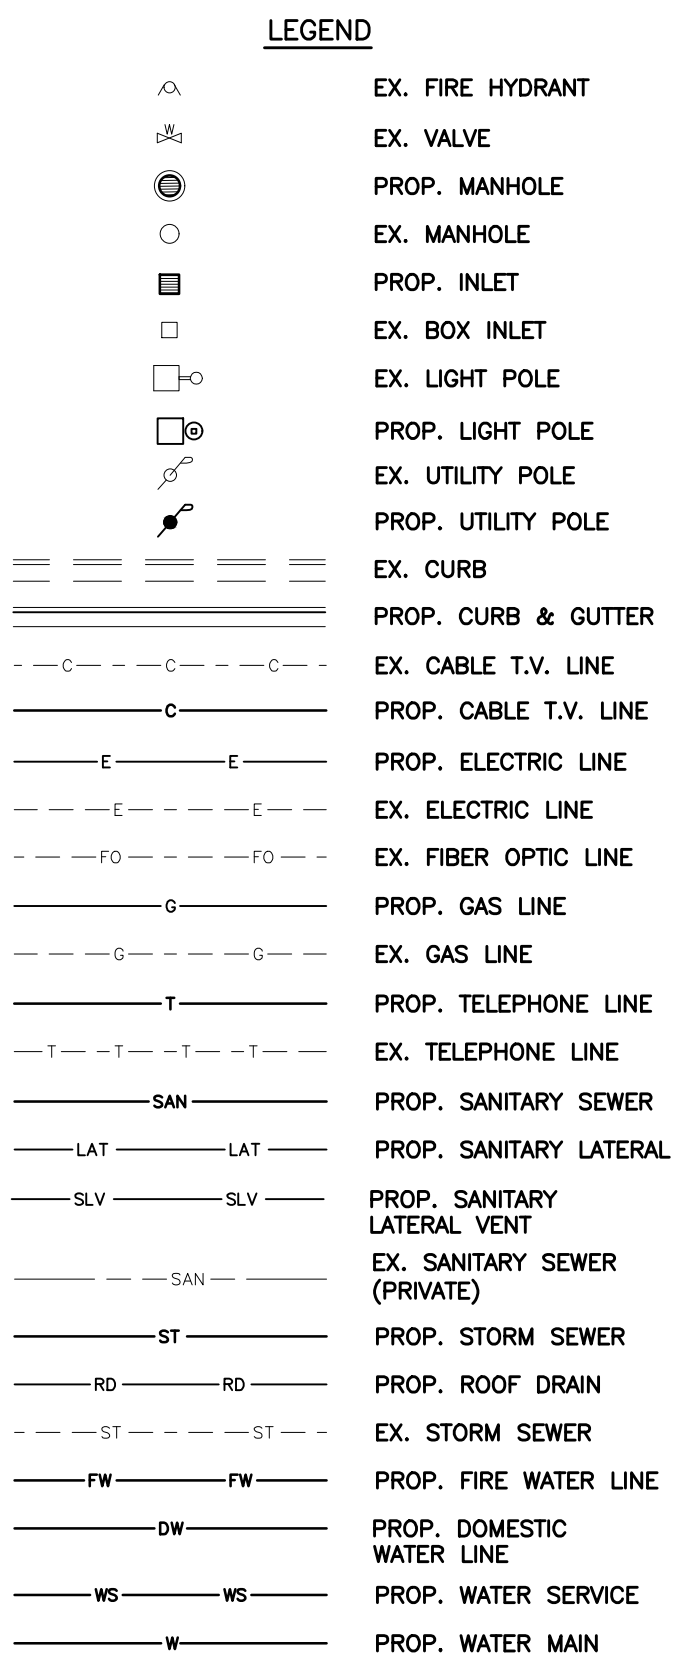 LEGEND
EX. FIRE HYDRANT
W EX. VALVE
PROP. MANHOLE
EX. MANHOLE
PROP. INLET
EX. BOX INLET
EX. LIGHT POLE
PROP. LIGHT POLE
EX. UTILITY POLE
PROP. UTILITY POLE
EX. CURB
PROP. CURB & GUTTER
C C C EX. CABLE T.V. LINE
C PROP. CABLE T.V. LINE
E E PROP. ELECTRIC LINE
E E EX. ELECTRIC LINE
FO FO EX. FIBER OPTIC LINE
G PROP. GAS LINE
G G EX. GAS LINE
T PROP. TELEPHONE LINE
T T T T EX. TELEPHONE LINE
SAN PROP. SANITARY SEWER
LAT LAT PROP. SANITARY LATERAL
SLV SLV PROP. SANITARY
LATERAL VENT
SAN EX. SANITARY SEWER
(PRIVATE)
ST PROP. STORM SEWER
RD RD PROP. ROOF DRAIN
ST ST EX. STORM SEWER
FW FW PROP. FIRE WATER LINE
DW PROP. DOMESTIC
WATER LINE
WS WS PROP. WATER SERVICE
W PROP. WATER MAIN